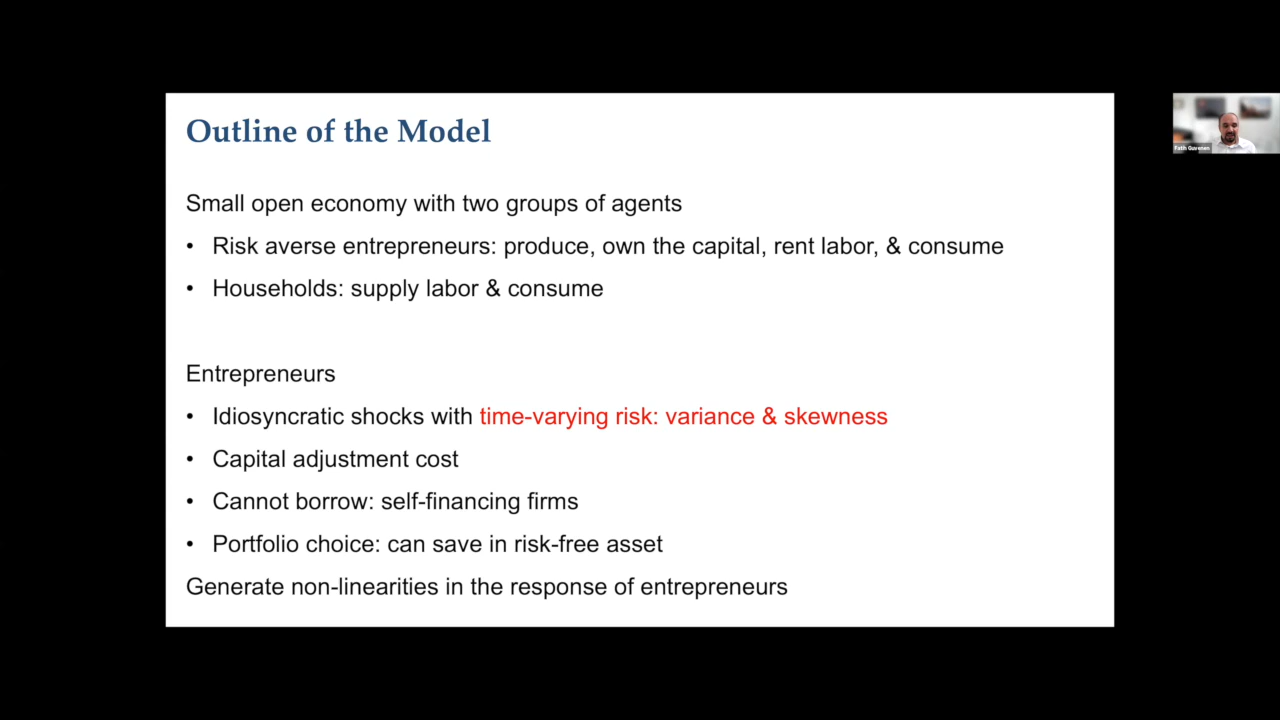 Outline of the Model
Small open economy with two groups of agents
• Risk averse entrepreneurs: produce, own the capital, rent labor, & consume
• Households: supply labor & consume
Entrepreneurs
• Idiosyncratic shocks with time-varying risk: variance & skewness
• Capital adjustment cost
• Cannot borrow: self-financing firms
• Portfolio choice: can save in risk-free asset
Generate non-linearities in the response of entrepreneurs
Fatih Guvenen